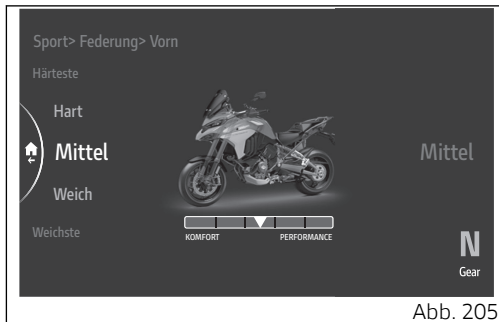 Sport> Federung> Vorn
Härteste
Hart
Mittel
Mittel
Weich
Weichste
KOMFORT PERFORMANCE
N
Gear
Abb. 205